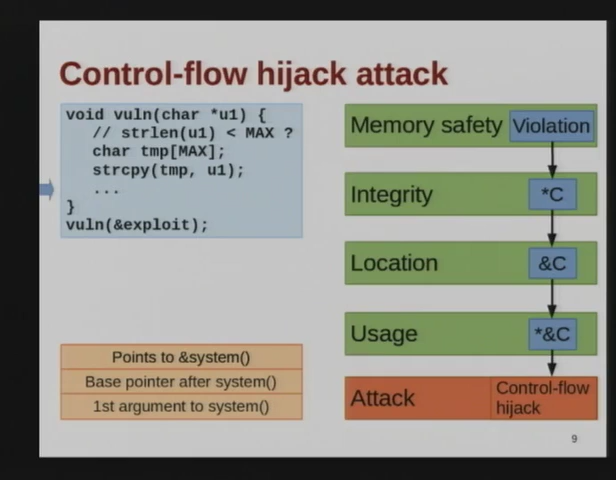 Control-flow hijack attack
void vuln(char *u1) {
// strlen(u1) < MAX ?
char tmp[MAX];
strcpy(tmp, u1);
...
}
vuln(&exploit);
Points to &system()
Base pointer after system()
1st argument to system()
Memory safety Violation
Integrity *C
Location &C
Usage *&C
Attack Control-flow
hijack
9